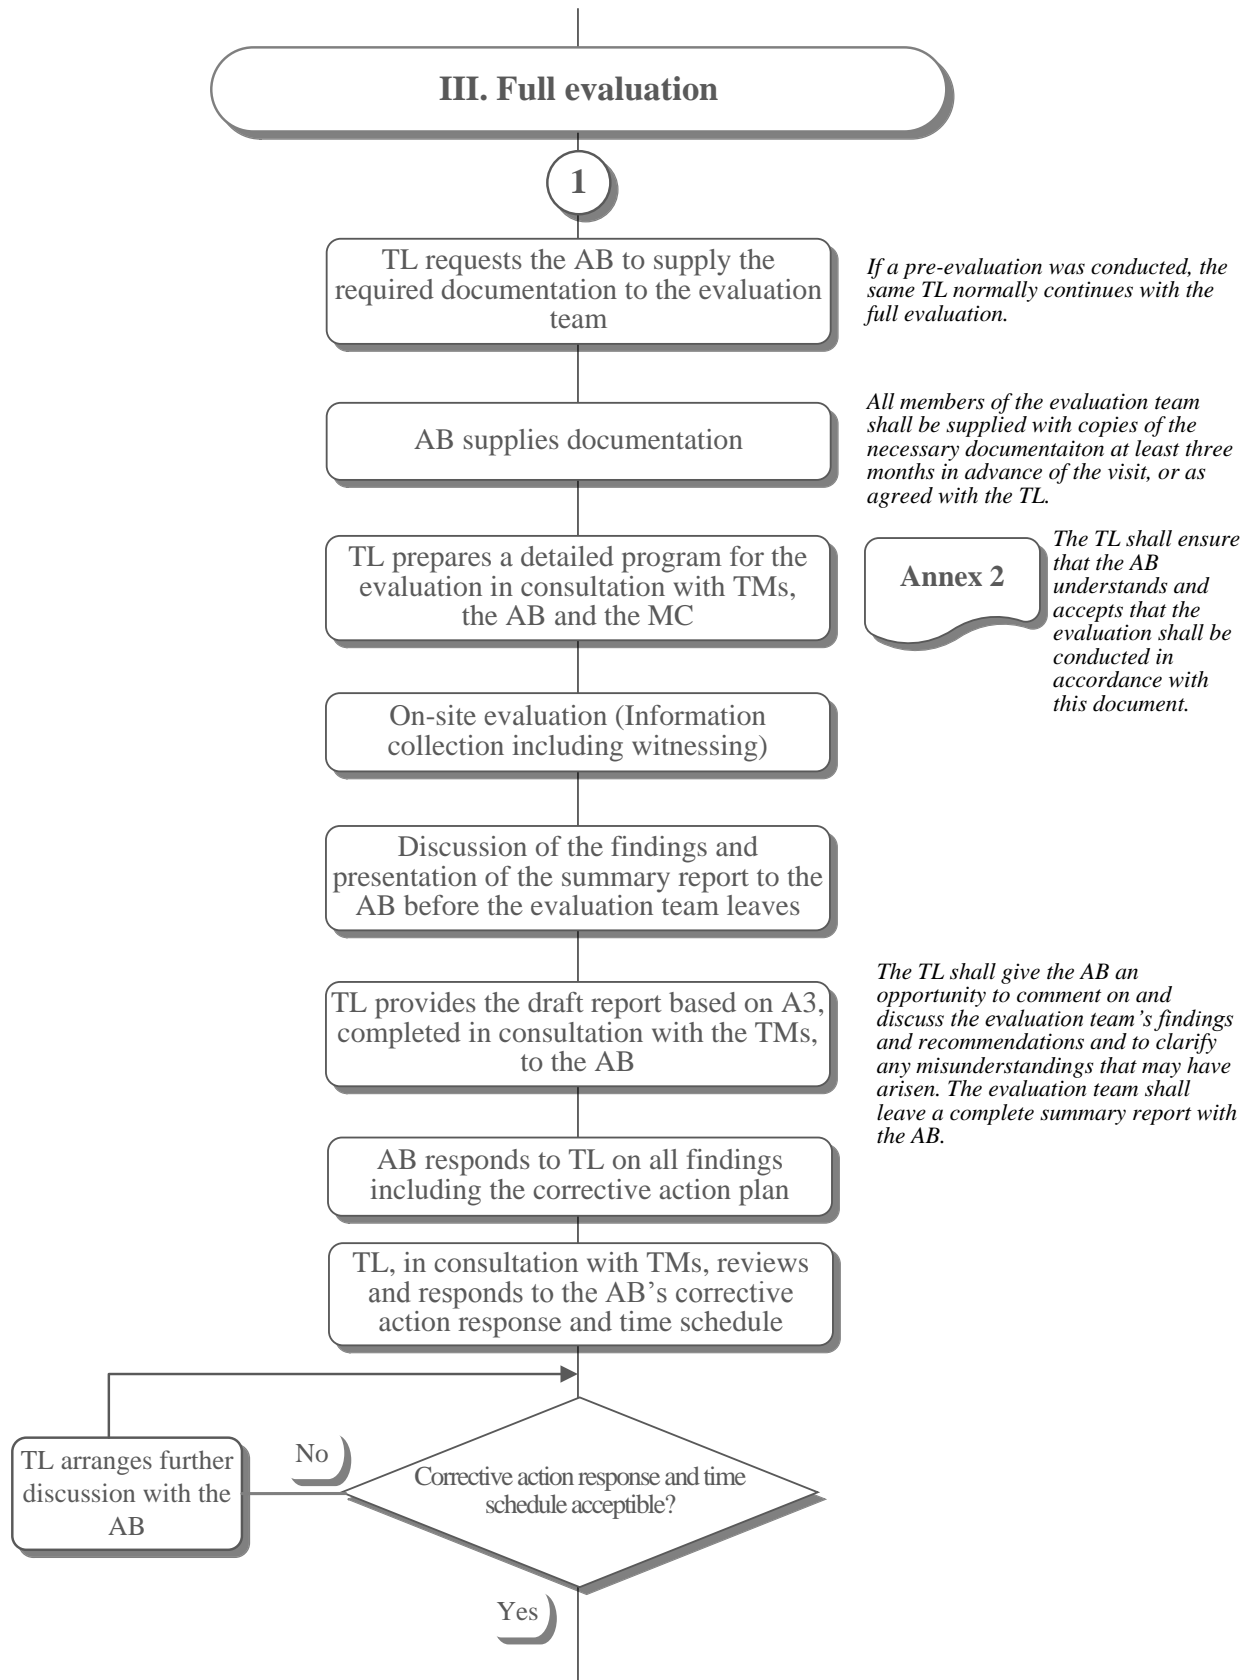 III. Full evaluation
1
TL requests the AB to supply the
required documentation to the evaluation
team
If a pre-evaluation was conducted, the
same TL normally continues with the
full evaluation.
AB supplies documentation
All members of the evaluation team
shall be supplied with copies of the
necessary documentaiton at least three
months in advance of the visit, or as
agreed with the TL.
TL prepares a detailed program for the
evaluation in consultation with TMs,
the AB and the MC
Annex 2
The TL shall ensure
that the AB
understands and
accepts that the
evaluation shall be
conducted in
accordance with
this document.
On-site evaluation (Information
collection including witnessing)
Discussion of the findings and
presentation of the summary report to the
AB before the evaluation team leaves
TL provides the draft report based on A3,
completed in consultation with the TMs,
to the AB
The TL shall give the AB an
opportunity to comment on and
discuss the evaluation team’s findings
and recommendations and to clarify
any misunderstandings that may have
arisen. The evaluation team shall
leave a complete summary report with
the AB.
AB responds to TL on all findings
including the corrective action plan
TL, in consultation with TMs, reviews
and responds to the AB’s corrective
action response and time schedule
TL arranges further
discussion with the
AB
No
Corrective action response and time
schedule acceptible?
Yes